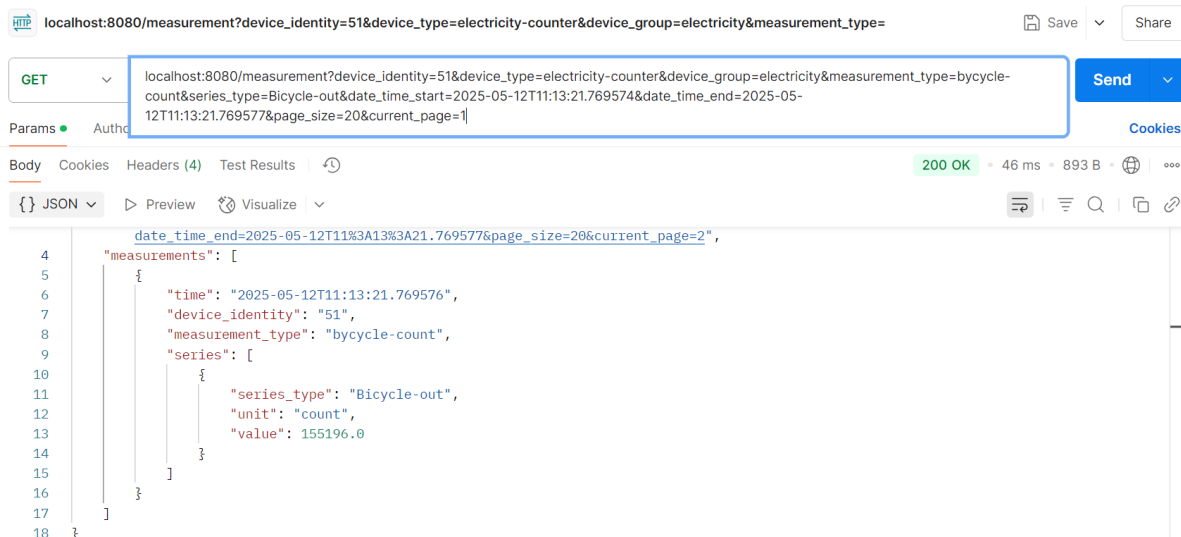 HTTP localhost:8080/measurement?device_identity=51&device_type=electricity-counter&device_group=electricity&measurement_type= Save Share
GET localhost:8080/measurement?device_identity=51&device_type=electricity-counter&device_group=electricity&measurement_type=bycycle-
count&series_type=Bicycle-out&date_time_start=2025-05-12T11:13:21.769574&date_time_end=2025-05-
12T11:13:21.769577&page_size=20&current_page=1
Send
Params Autho Cookies
Body Cookies Headers (4) Test Results 200 OK 46 ms 893 B
{} JSON Preview Visualize
date_time_end=2025-05-12T11%3A13%3A21.769577&page_size=20&current_page=2",
4 "measurements": [
5 {
6 "time": "2025-05-12T11:13:21.769576",
7 "device_identity": "51",
8 "measurement_type": "bycycle-count",
9 "series": [
10 {
11 "series_type": "Bicycle-out",
12 "unit": "count",
13 "value": 155196.0
14 }
15 ]
16 }
17 ]
18 }